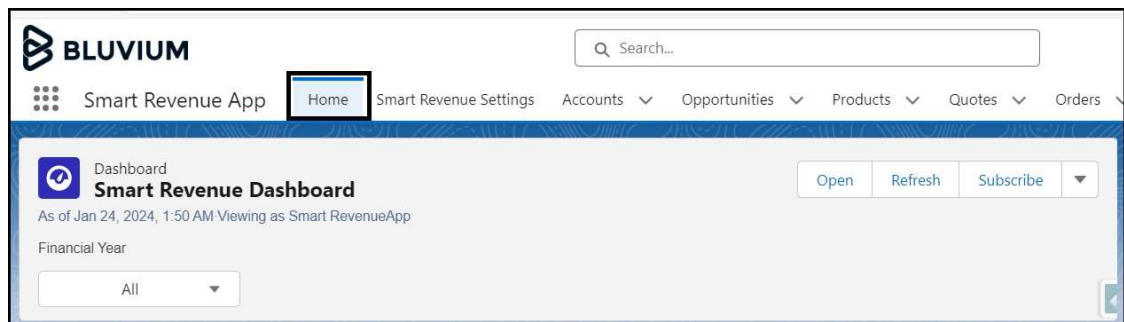 BLUVIUM
Search...
Smart Revenue App Home Smart Revenue Settings Accounts Opportunities Products Quotes Orders
Dashboard
Smart Revenue Dashboard
Open Refresh Subscribe
As of Jan 24, 2024, 1:50 AM·Viewing as Smart RevenueApp
Financial Year
All